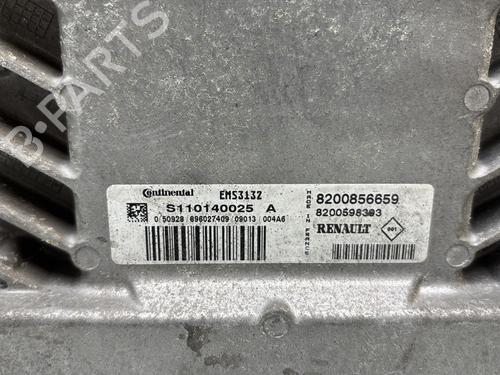 B-PARTS
Continental EMS3132
S110140025 A
0 50928 896027409 09013 004A6
MADE IN FRANCE
8200856659
8200598393
RENAULT
001